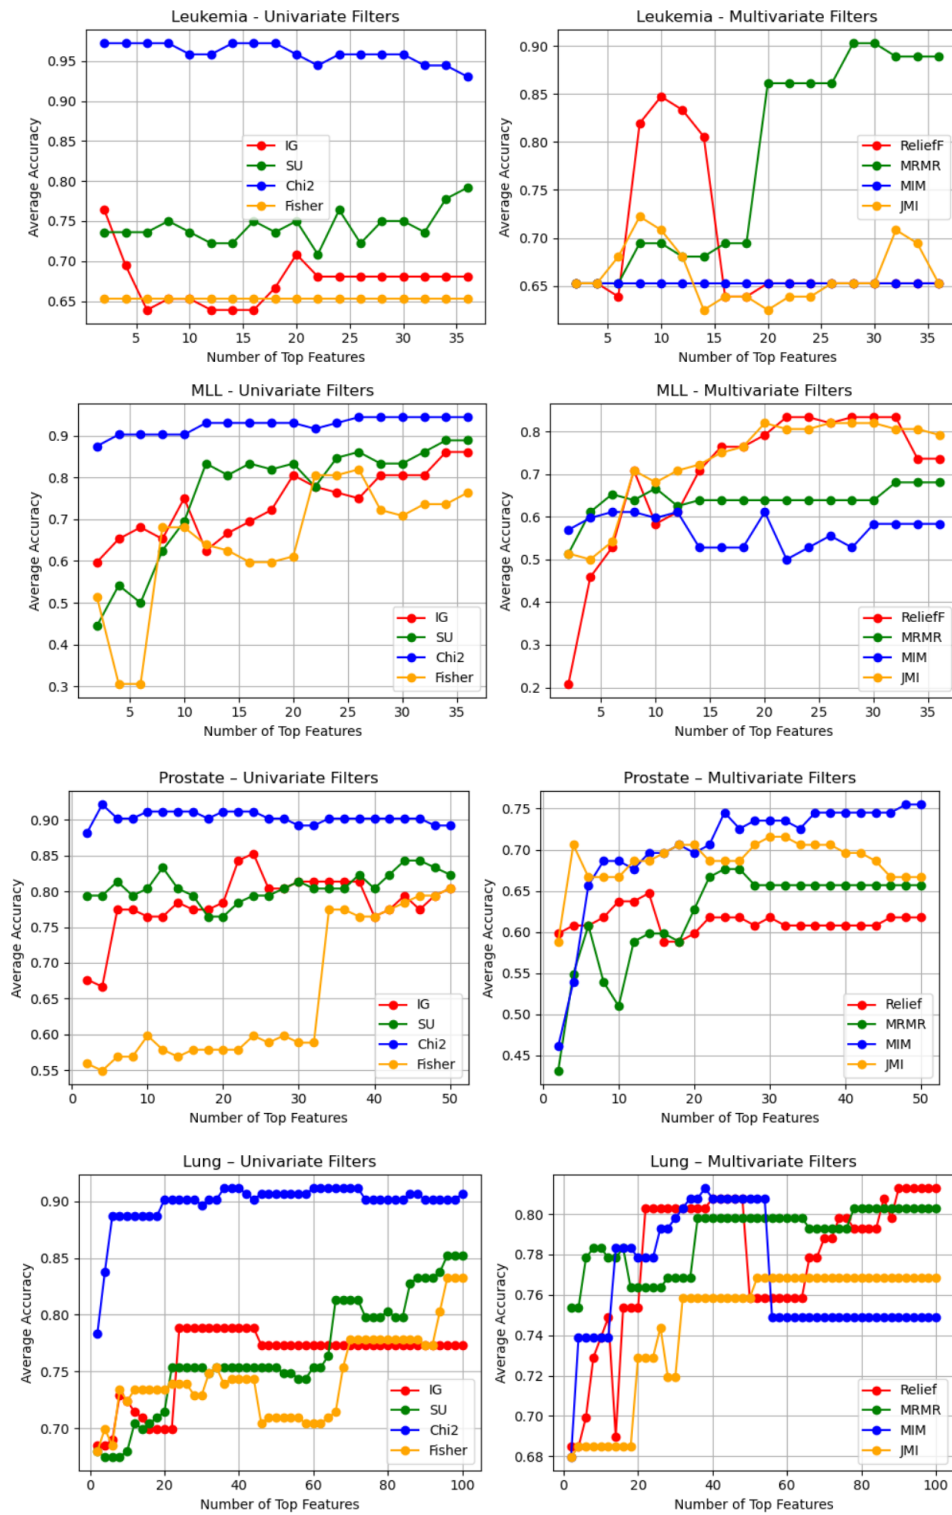 Leukemia - Univariate Filters
Average Accuracy
0.95
0.90
0.85
0.80
0.75
0.70
0.65
IG
SU
Chi2
Fisher
5 10 15 20 25 30 35
Number of Top Features
Leukemia - Multivariate Filters
Average Accuracy
0.90
0.85
0.80
0.75
0.70
0.65
ReliefF
MRMR
MIM
JMI
5 10 15 20 25 30 35
Number of Top Features
MLL - Univariate Filters
Average Accuracy
0.9
0.8
0.7
0.6
0.5
0.4
0.3
IG
SU
Chi2
Fisher
5 10 15 20 25 30 35
Number of Top Features
MLL - Multivariate Filters
Average Accuracy
0.8
0.7
0.6
0.5
0.4
0.3
0.2
ReliefF
MRMR
MIM
JMI
5 10 15 20 25 30 35
Number of Top Features
Prostate – Univariate Filters
Average Accuracy
0.90
0.85
0.80
0.75
0.70
0.65
0.60
0.55
IG
SU
Chi2
Fisher
0 10 20 30 40 50
Number of Top Features
Prostate – Multivariate Filters
Average Accuracy
0.75
0.70
0.65
0.60
0.55
0.50
0.45
Relief
MRMR
MIM
JMI
0 10 20 30 40 50
Number of Top Features
Lung – Univariate Filters
Average Accuracy
0.90
0.85
0.80
0.75
0.70
IG
SU
Chi2
Fisher
0 20 40 60 80 100
Number of Top Features
Lung – Multivariate Filters
Average Accuracy
0.80
0.78
0.76
0.74
0.72
0.70
0.68
Relief
MRMR
MIM
JMI
0 20 40 60 80 100
Number of Top Features